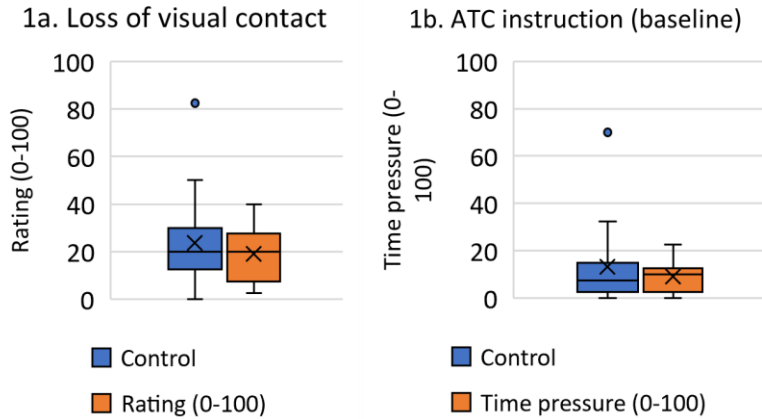 1a. Loss of visual contact
100
80
60
40
20
0
Rating (0-100)
Control
Rating (0-100)
1b. ATC instruction (baseline)
100
80
60
40
20
0
Time pressure (0-
100)
Control
Time pressure (0-100)